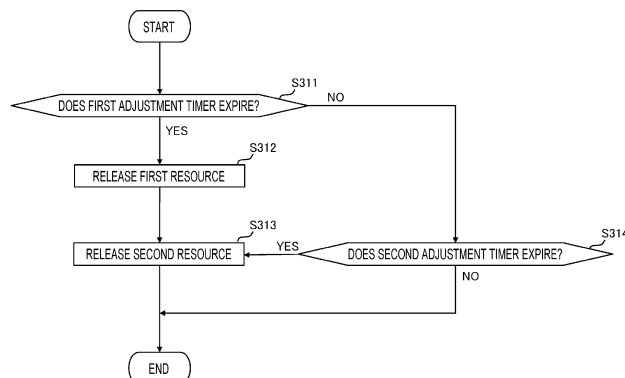 START
S311
DOES FIRST ADJUSTMENT TIMER EXPIRE?
NO
YES
S312
RELEASE FIRST RESOURCE
S313
S314
RELEASE SECOND RESOURCE
YES
DOES SECOND ADJUSTMENT TIMER EXPIRE?
NO
END